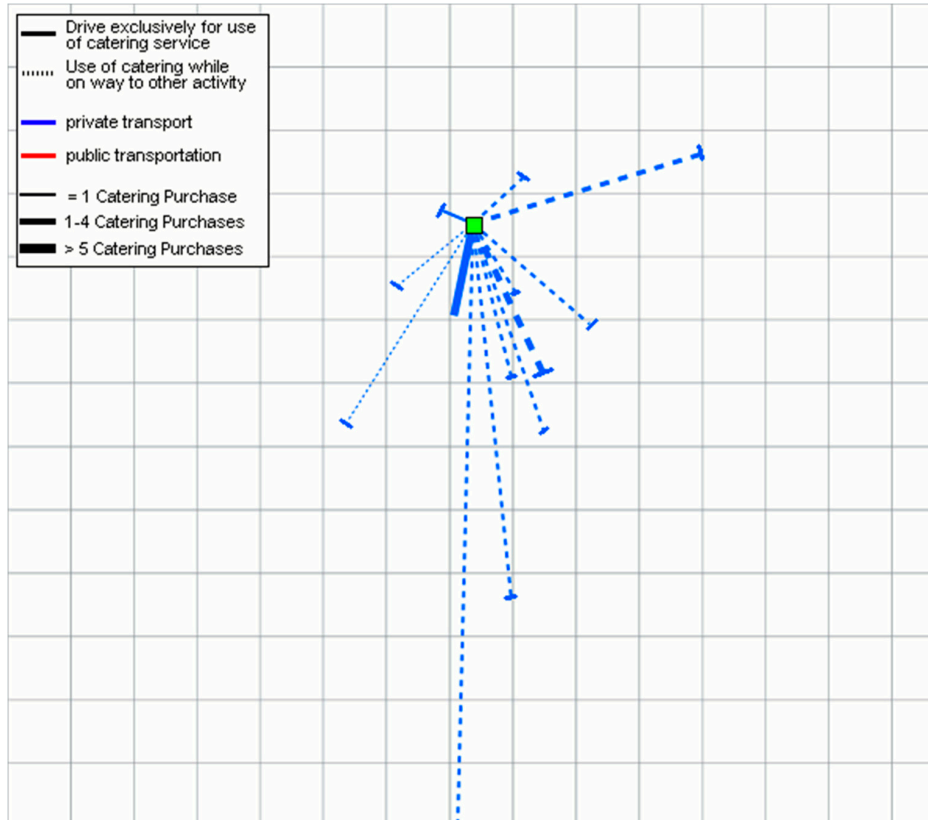 Drive exclusively for use
of catering service
Use of catering while
on way to other activity
private transport
public transportation
= 1 Catering Purchase
1-4 Catering Purchases
> 5 Catering Purchases